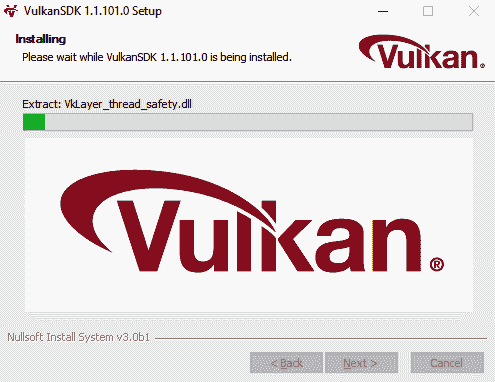 VulkanSDK 1.1.101.0 Setup
Installing
Please wait while VulkanSDK 1.1.101.0 is being installed.
Vulkan.
Extract: VkLayer_thread_safety.dll
Vulkan®
Nullsoft Install System v3.0b1
< Back Next > Cancel